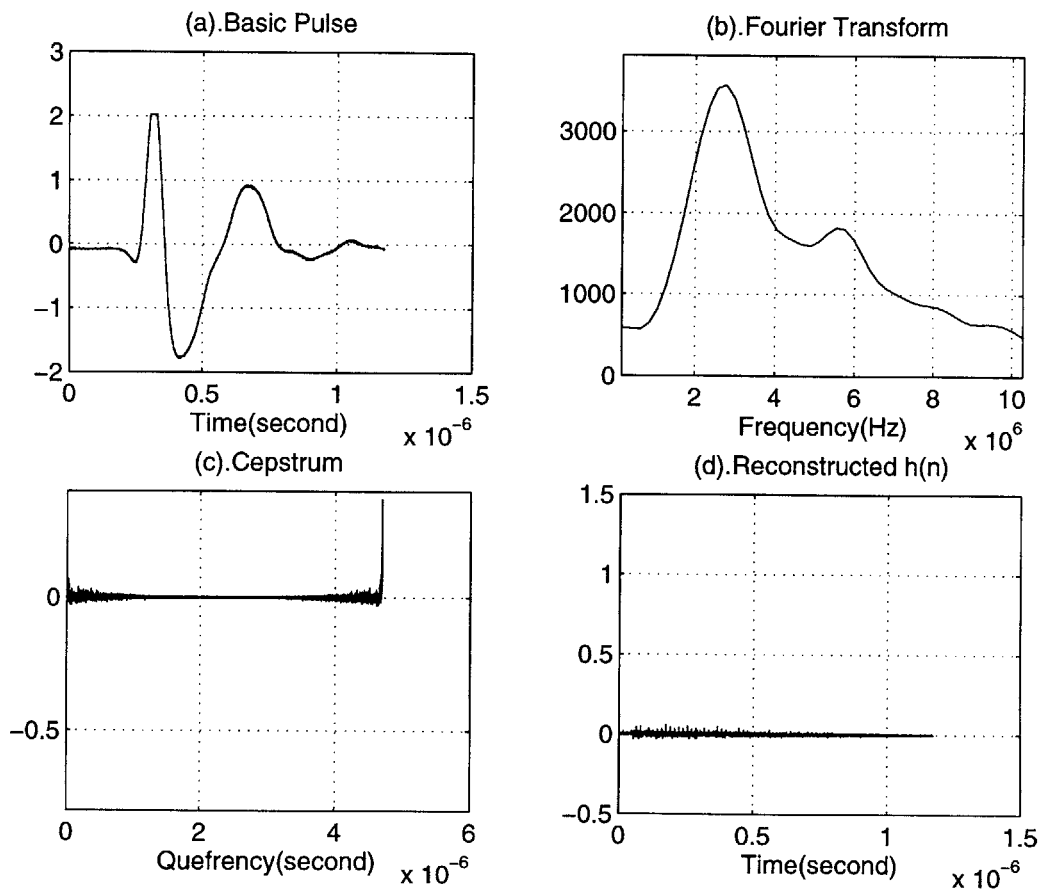 (a).Basic Pulse
3
2
1
0
−1
−2
0
0.5
1
1.5
Time(second)
x 10^−6
(b).Fourier Transform
3000
2000
1000
0
2
4
6
8
10
Frequency(Hz)
x 10^6
(c).Cepstrum
0
−0.5
0
2
4
6
Quefrency(second)
x 10^−6
(d).Reconstructed h(n)
1.5
1
0.5
0
−0.5
0
0.5
1
1.5
Time(second)
x 10^−6